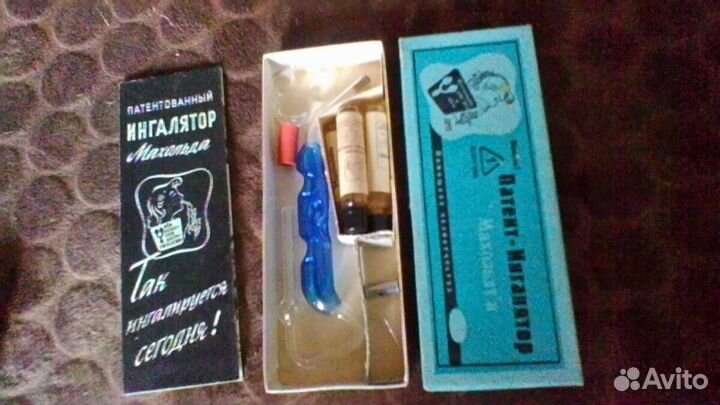 ПАТЕНТОВАННЫЙ
ИНГАЛЯТОР
Махольда
Так
ингалируется
сегодня!
Патент-Ингалятор
Махольда
Avito